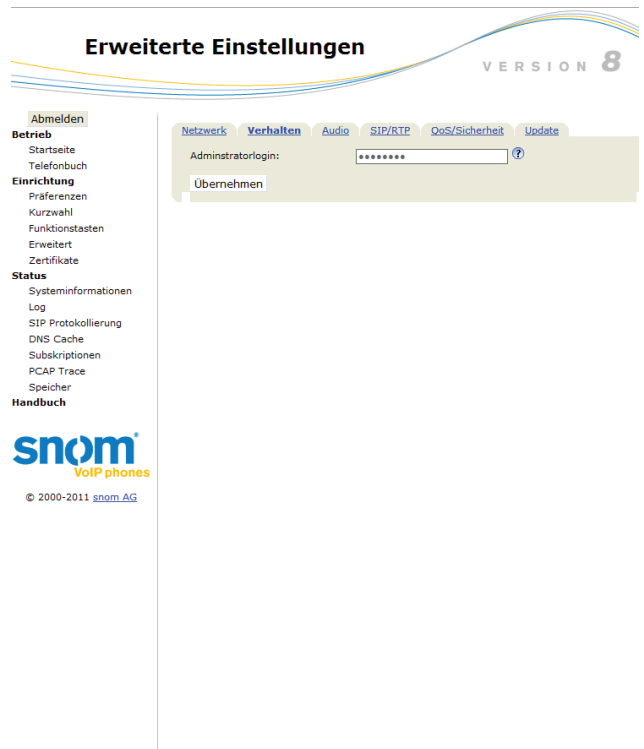 Erweiterte Einstellungen
VERSION 8
Abmelden
Betrieb
Startseite
Telefonbuch
Einrichtung
Präferenzen
Kurzwahl
Funktionstasten
Erweitert
Zertifikate
Status
Systeminformationen
Log
SIP Protokollierung
DNS Cache
Subskriptionen
PCAP Trace
Speicher
Handbuch
snom
VoIP phones
© 2000-2011 snom AG
Netzwerk Verhalten Audio SIP/RTP QoS/Sicherheit Update
Adminstratorlogin: •••••••• ?
Übernehmen